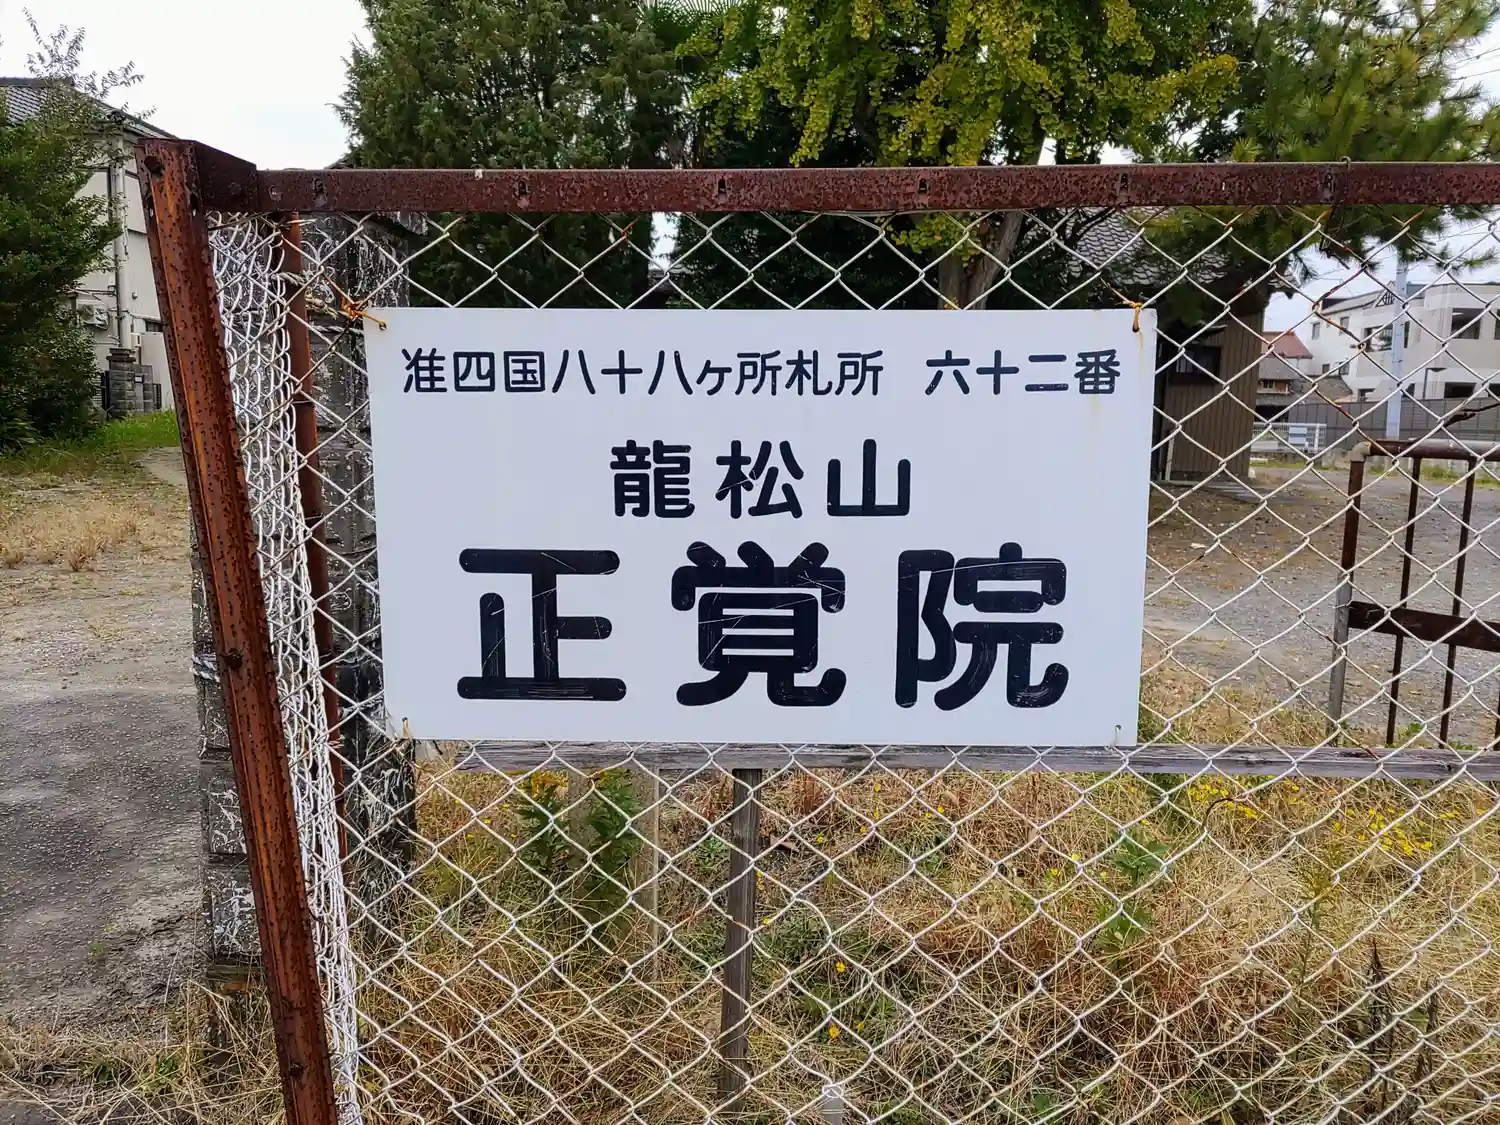 准四国八十八ヶ所札所 六十二番
龍松山
正覚院